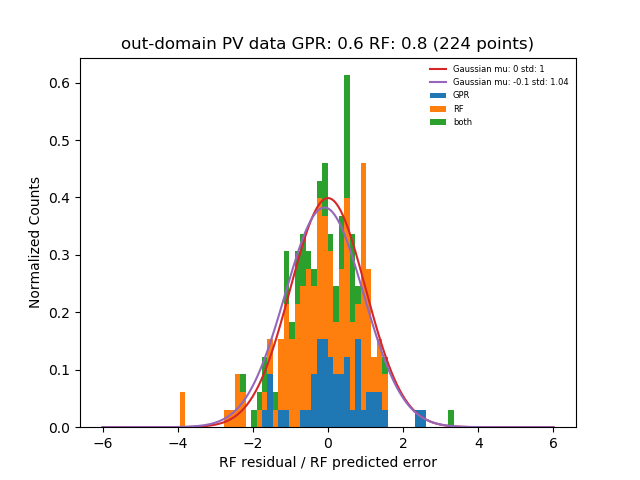 out-domain PV data GPR: 0.6 RF: 0.8 (224 points)
Gaussian mu: 0 std: 1
Gaussian mu: -0.1 std: 1.04
GPR
RF
both
Normalized Counts
0.6
0.5
0.4
0.3
0.2
0.1
0.0
−6 −4 −2 0 2 4 6
RF residual / RF predicted error